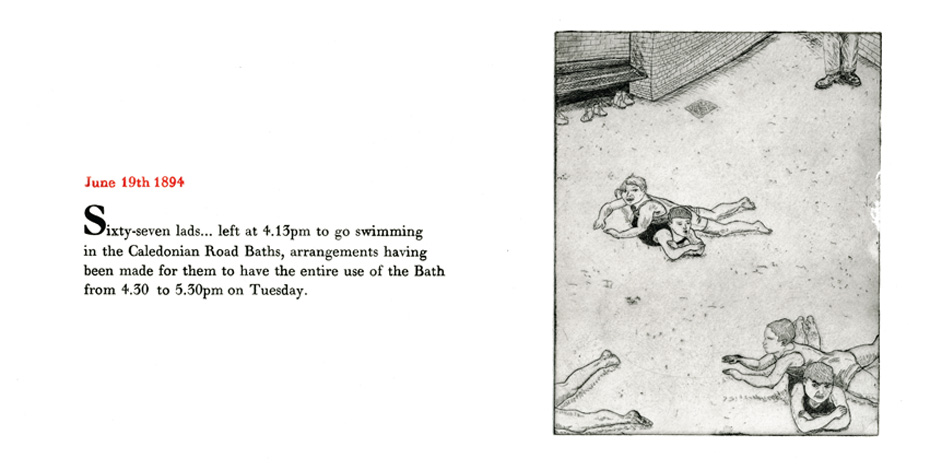 June 19th 1894
Sixty-seven lads... left at 4.13pm to go swimming
in the Caledonian Road Baths, arrangements having
been made for them to have the entire use of the Bath
from 4.30 to 5.30pm on Tuesday.